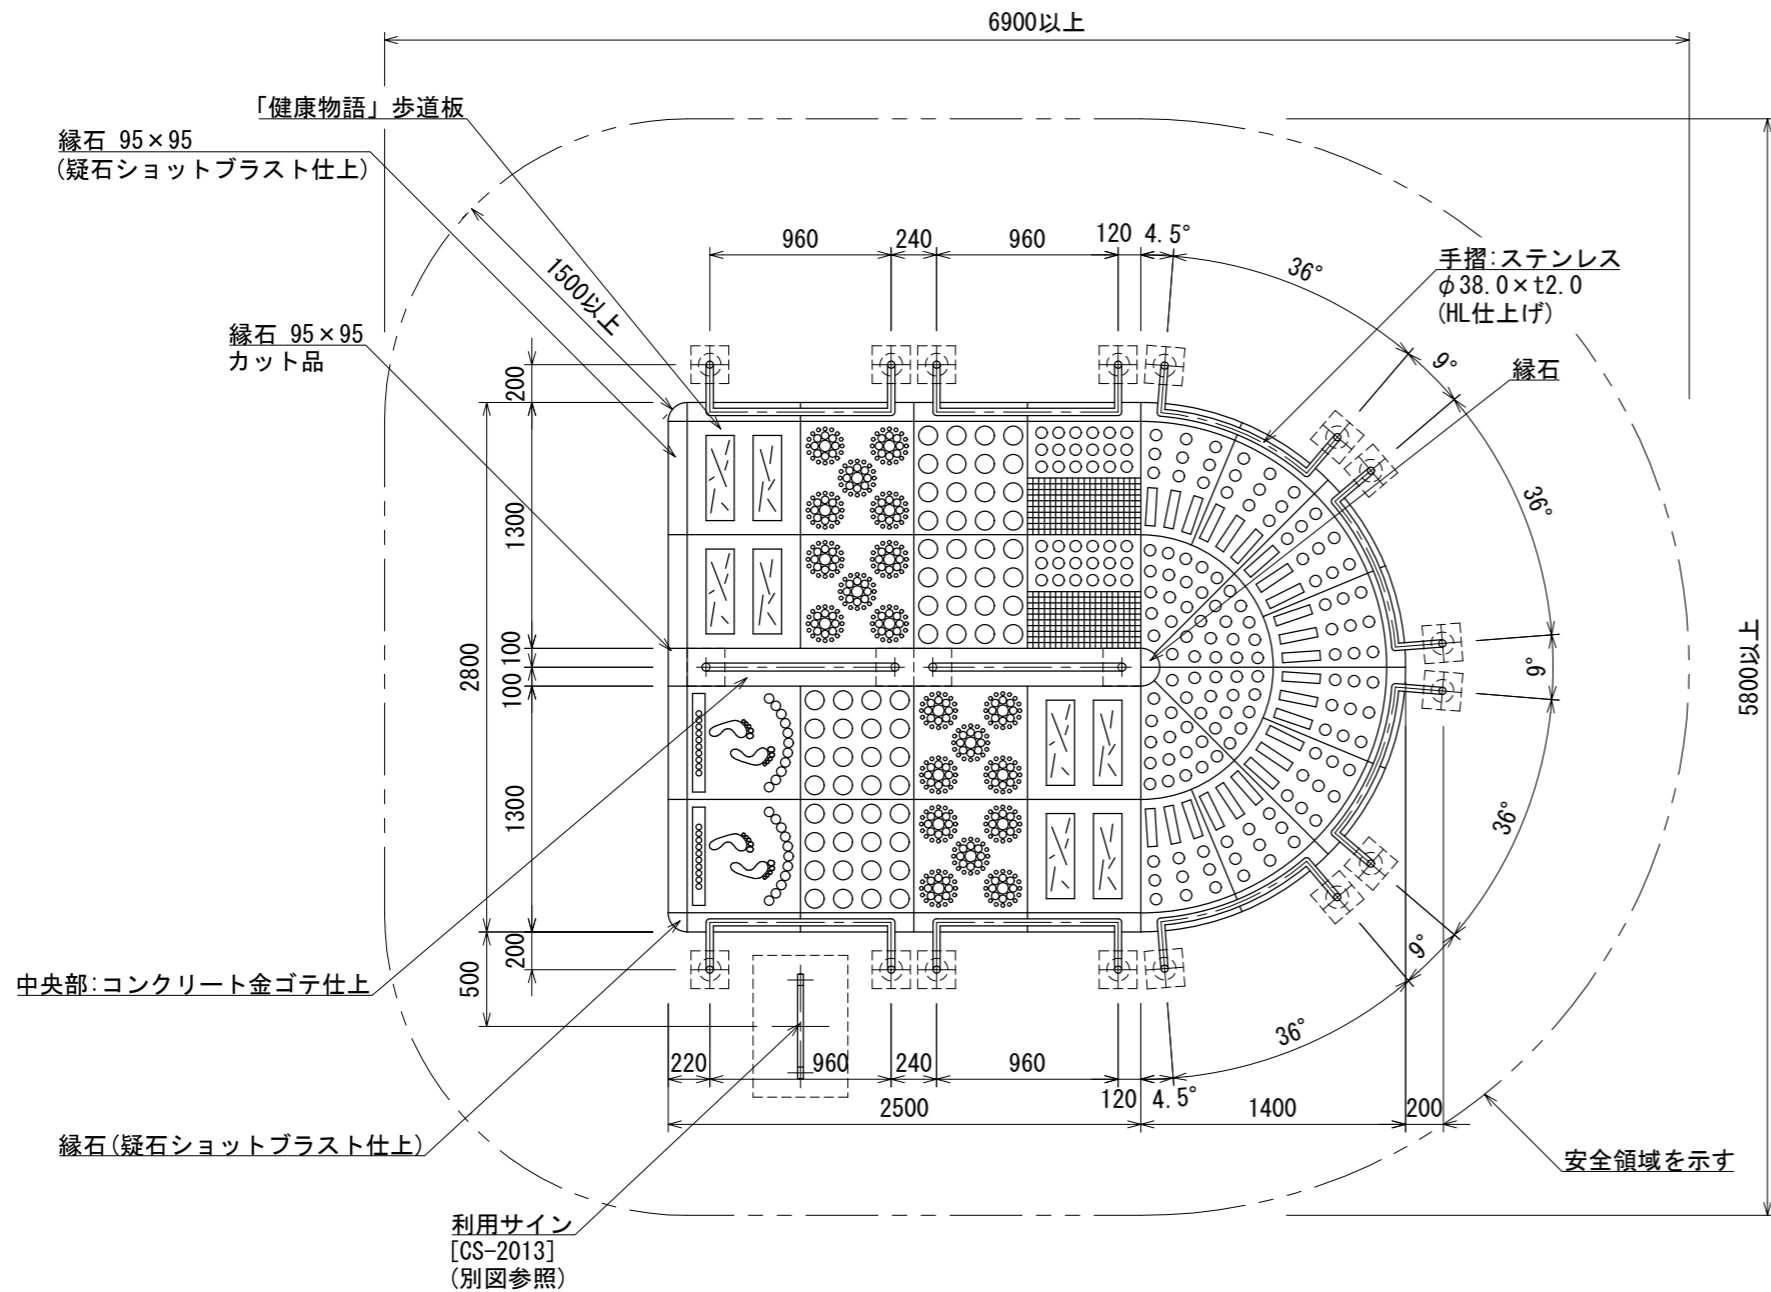 6900以上
「健康物語」歩道板
縁石 95×95
(疑石ショットブラスト仕上)
960
240
960
120
4.5°
36°
手摺:ステンレス
φ38.0×t2.0
(HL仕上げ)
1500以上
縁石 95×95
カット品
9°
縁石
200
1300
36°
2800
100
100
9°
5800以上
1300
36°
200
500
9°
中央部:コンクリート金ゴテ仕上
36°
220
960
240
960
120
4.5°
2500
1400
200
縁石(疑石ショットブラスト仕上)
安全領域を示す
利用サイン
[CS-2013]
(別図参照)